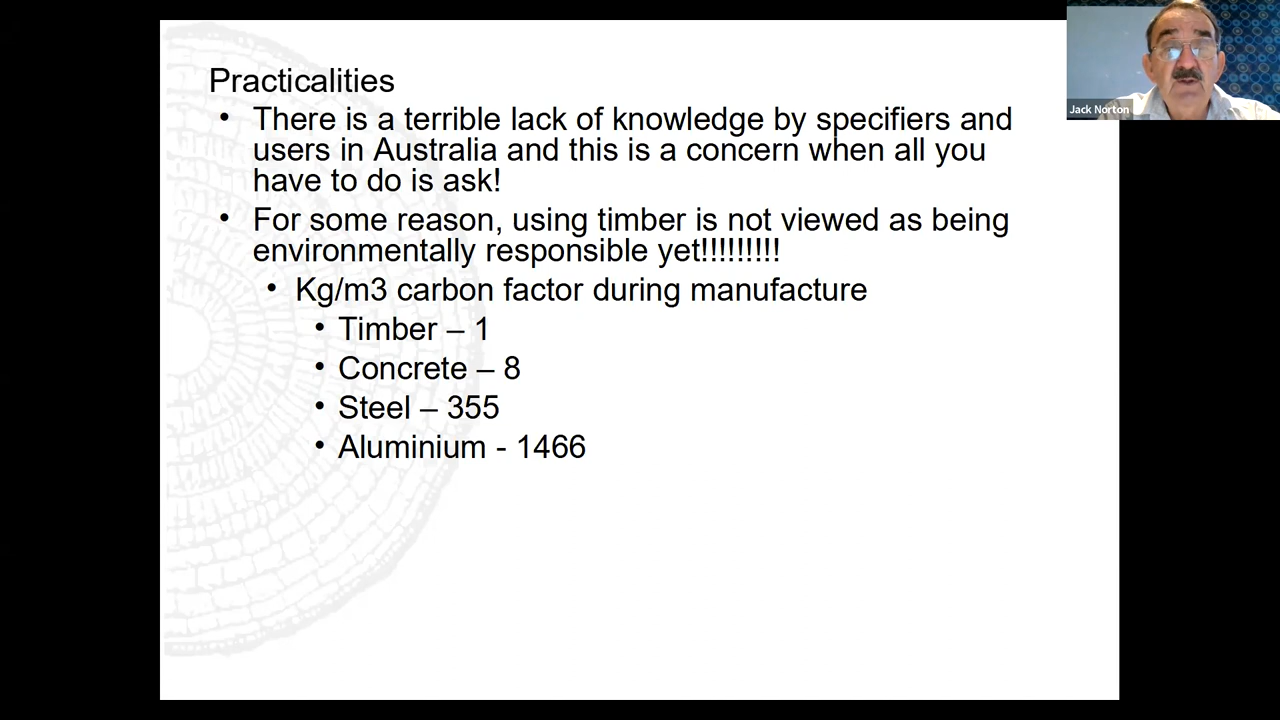 Practicalities
• There is a terrible lack of knowledge by specifiers and
users in Australia and this is a concern when all you
have to do is ask!
• For some reason, using timber is not viewed as being
environmentally responsible yet!!!!!!!!!
• Kg/m3 carbon factor during manufacture
• Timber – 1
• Concrete – 8
• Steel – 355
• Aluminium - 1466
Jack Norton